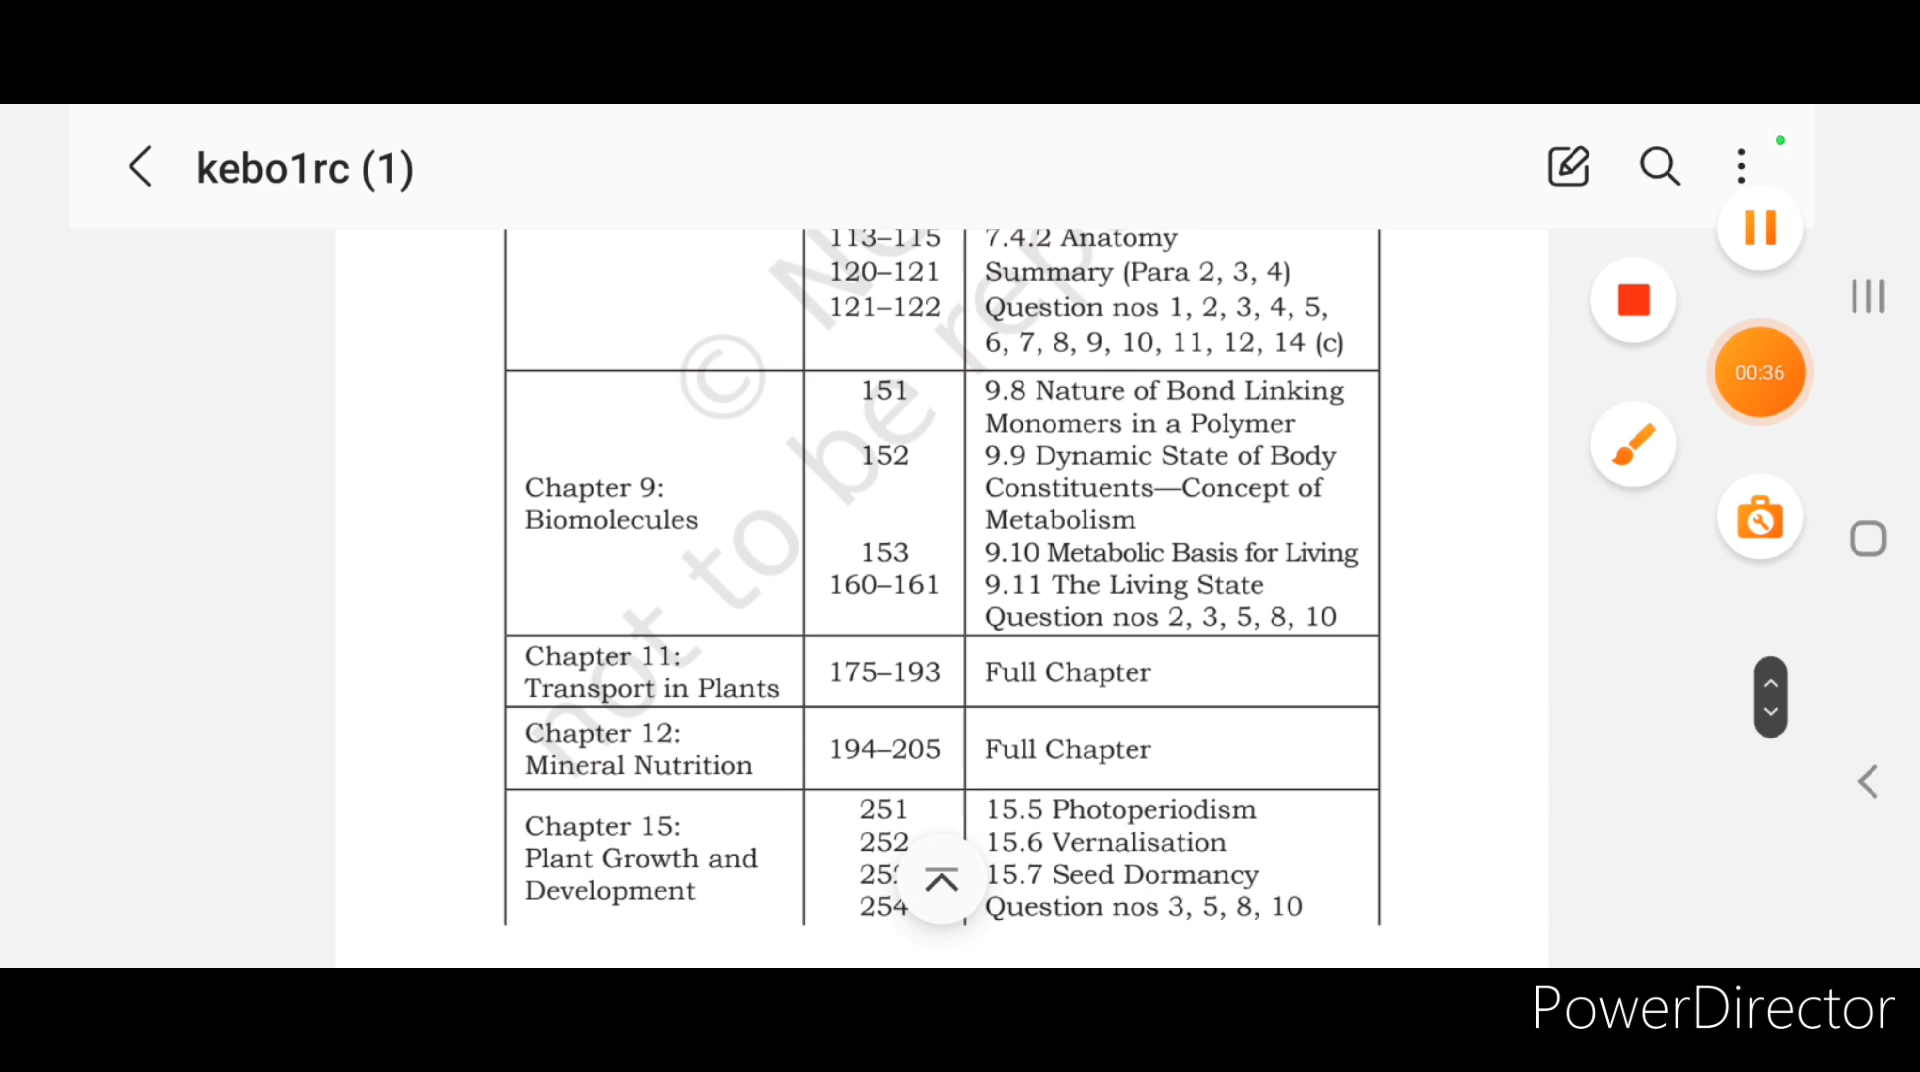 kebo1rc (1)
113–115 7.4.2 Anatomy
120–121 Summary (Para 2, 3, 4)
121–122 Question nos 1, 2, 3, 4, 5,
6, 7, 8, 9, 10, 11, 12, 14 (c)
Chapter 9:
Biomolecules
151 9.8 Nature of Bond Linking
Monomers in a Polymer
152 9.9 Dynamic State of Body
Constituents—Concept of
Metabolism
153 9.10 Metabolic Basis for Living
160–161 9.11 The Living State
Question nos 2, 3, 5, 8, 10
Chapter 11:
Transport in Plants
175–193 Full Chapter
Chapter 12:
Mineral Nutrition
194–205 Full Chapter
Chapter 15:
Plant Growth and
Development
251 15.5 Photoperiodism
252 15.6 Vernalisation
15.7 Seed Dormancy
254 Question nos 3, 5, 8, 10
©
not to be rep
00:36
PowerDirector